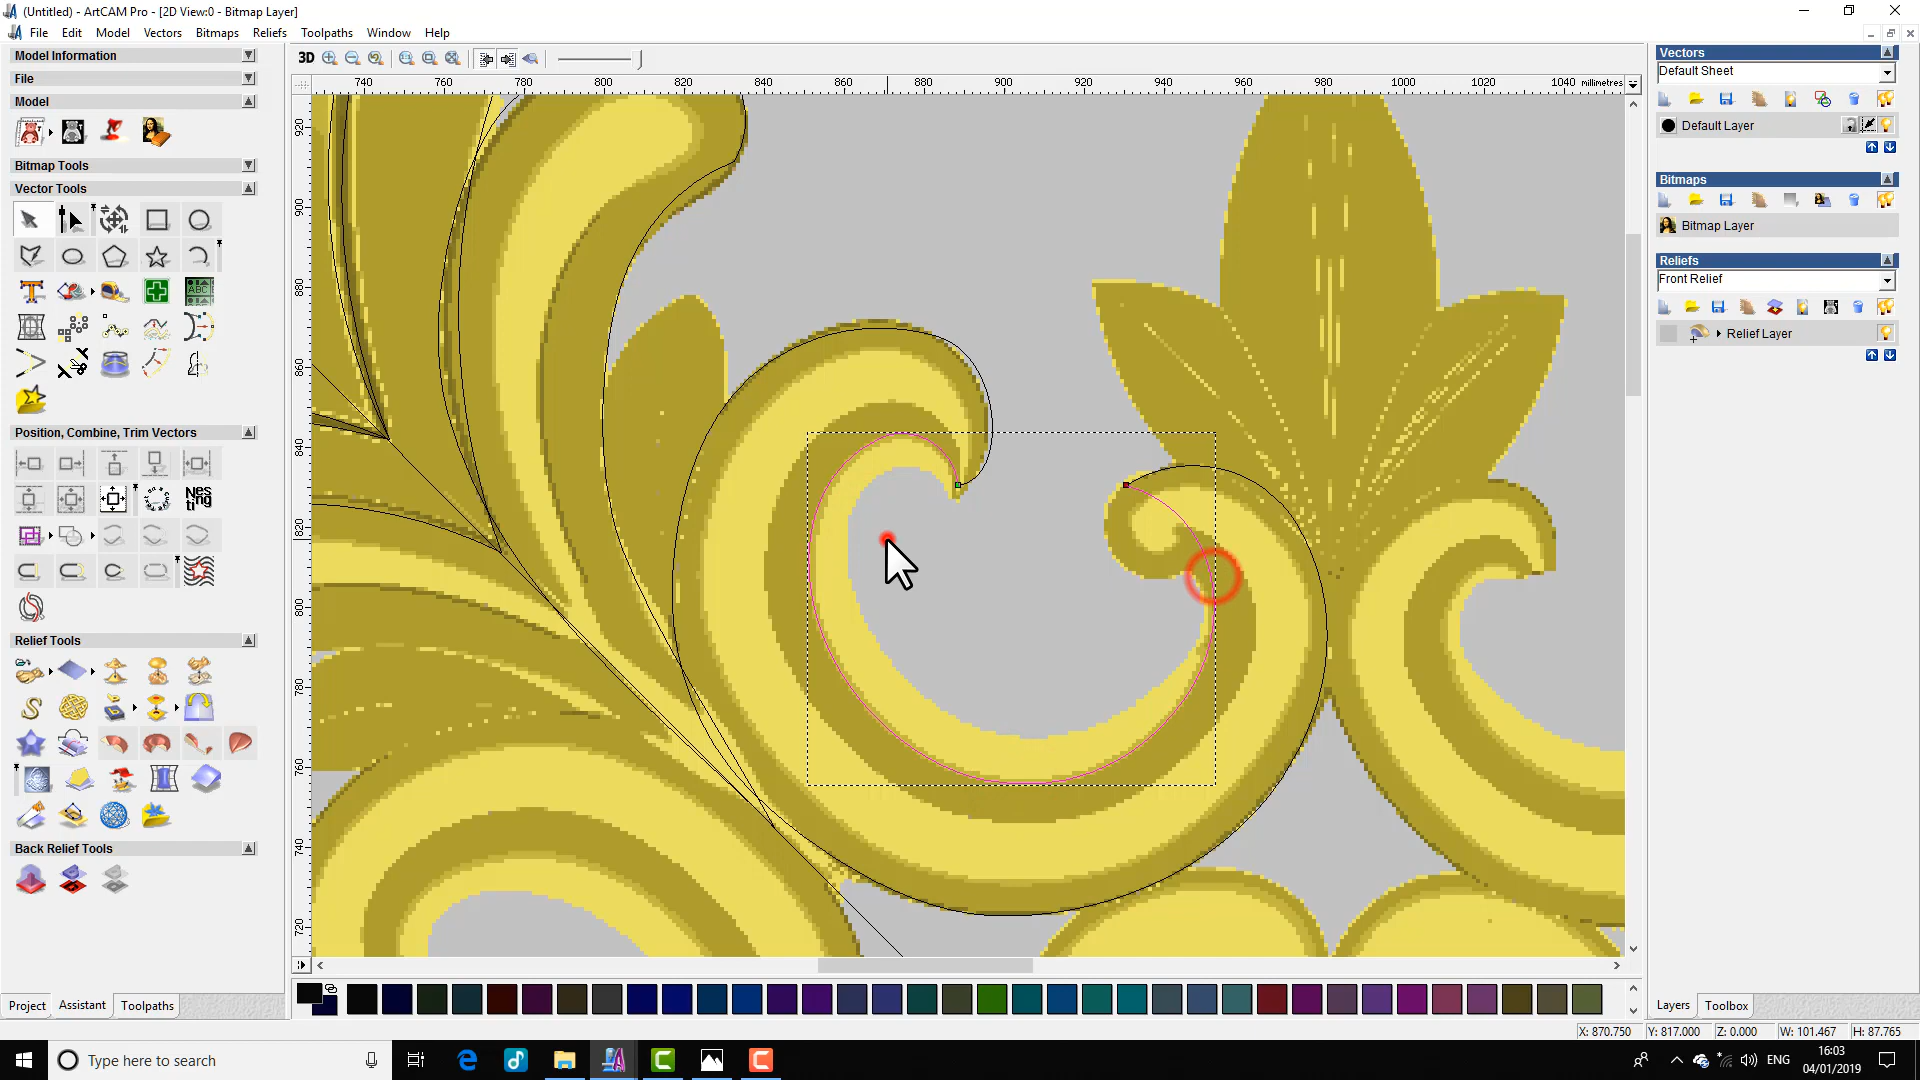 (Untitled) - ArtCAM Pro - [2D View:0 - Bitmap Layer]
File Edit Model Vectors Bitmaps Reliefs Toolpaths Window Help
Model Information
File
Model
Bitmap Tools
Vector Tools
ABC
Position, Combine, Trim Vectors
Nes
ting
Relief Tools
Back Relief Tools
Project Assistant Toolpaths
3D
740 760 780 800 820 840 860 880 900 920 940 960 980 1000 1020 1040 millimetres
920
900
880
860
840
820
800
780
760
740
720
Vectors
Default Sheet
Default Layer
Bitmaps
Bitmap Layer
Reliefs
Front Relief
Relief Layer
Layers Toolbox
X: 870.750 Y: 817.000 Z: 0.000 W: 101.467 H: 87.765
Type here to search
ENG
16:03
04/01/2019